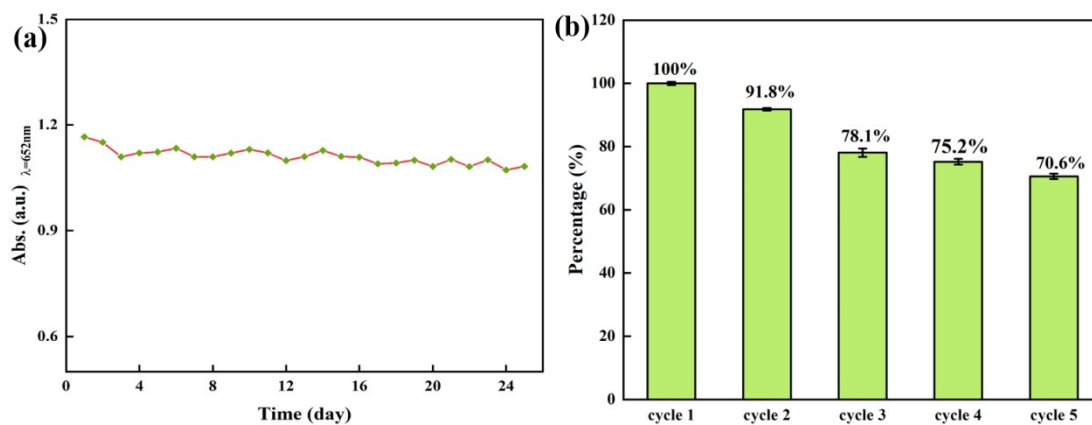 (a)
1.5
1.2
0.9
0.6
Abs. (a.u.) λ=652nm
0 4 8 12 16 20 24
Time (day)
(b)
120
100
80
60
40
20
0
Percentage (%)
100%
91.8%
78.1%
75.2%
70.6%
cycle 1 cycle 2 cycle 3 cycle 4 cycle 5